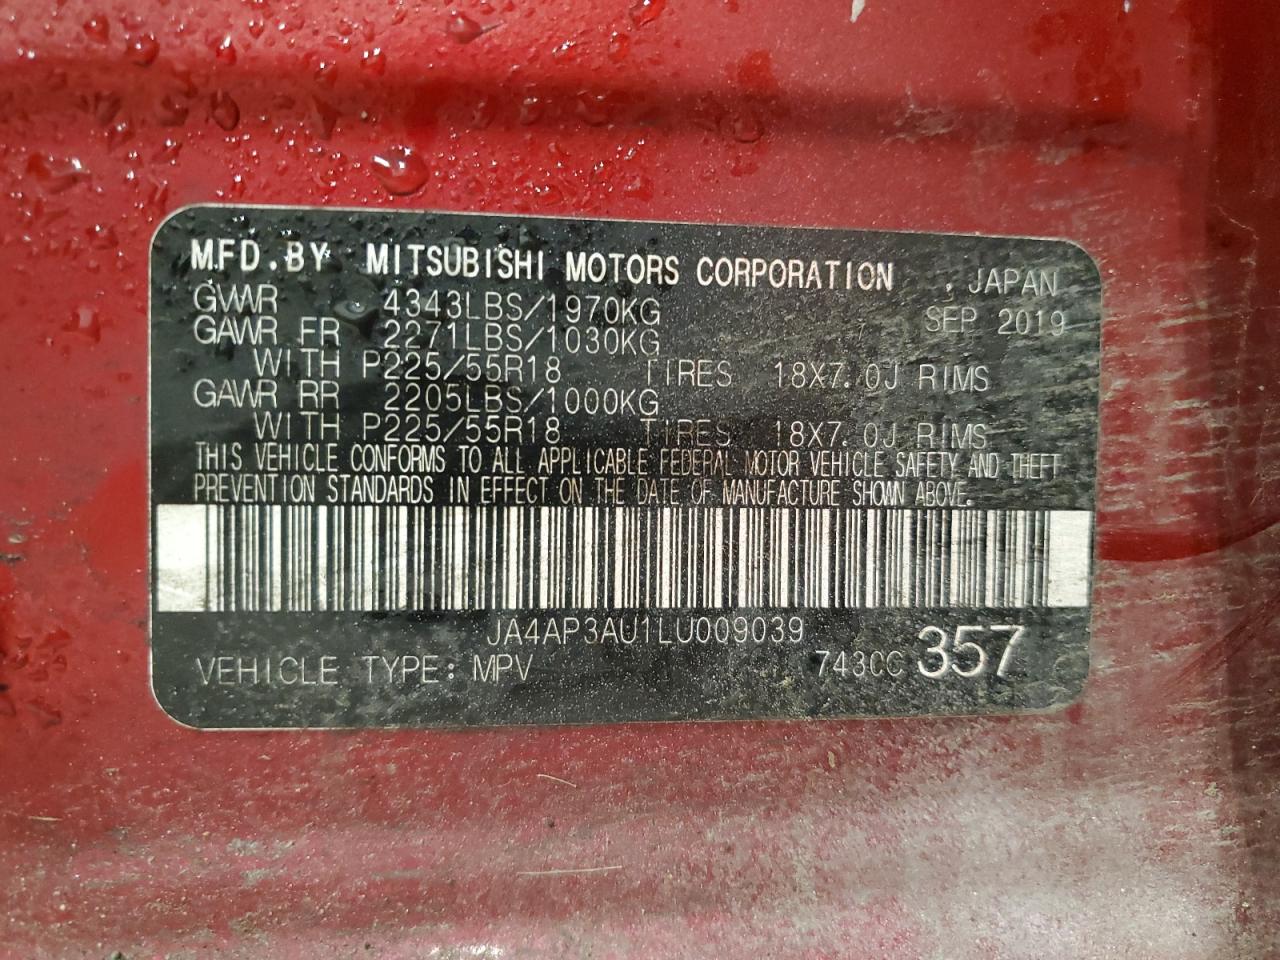 MFD. BY MITSUBISHI MOTORS CORPORATION , JAPAN
GVWR 4343LBS/1970KG SEP 2019
GAWR FR 2271LBS/1030KG
WITH P225/55R18 TIRES 18X7.0J RIMS
GAWR RR 2205LBS/1000KG
WITH P225/55R18 TIRES 18X7.0J RIMS
THIS VEHICLE CONFORMS TO ALL APPLICABLE FEDERAL MOTOR VEHICLE SAFETY AND THEFT
PREVENTION STANDARDS IN EFFECT ON THE DATE OF MANUFACTURE SHOWN ABOVE.
JA4AP3AU1LU009039
VEHICLE TYPE: MPV 743CC 357